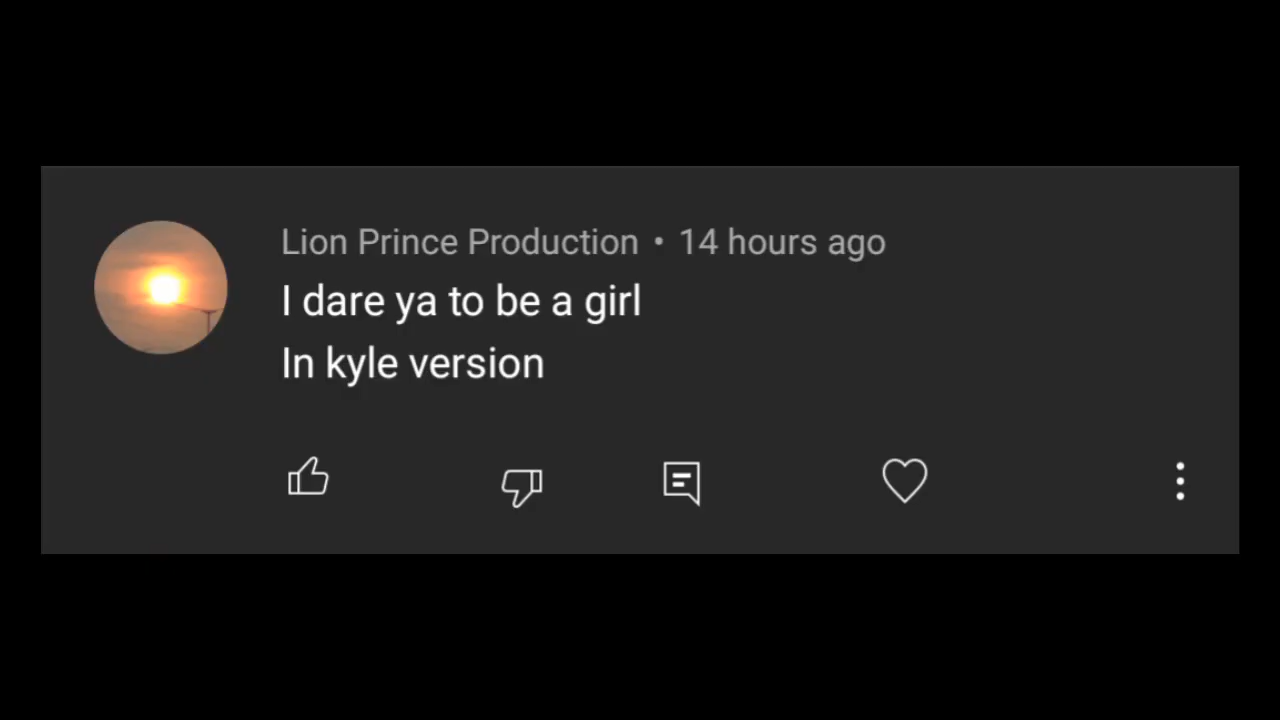 Lion Prince Production • 14 hours ago
I dare ya to be a girl
In kyle version